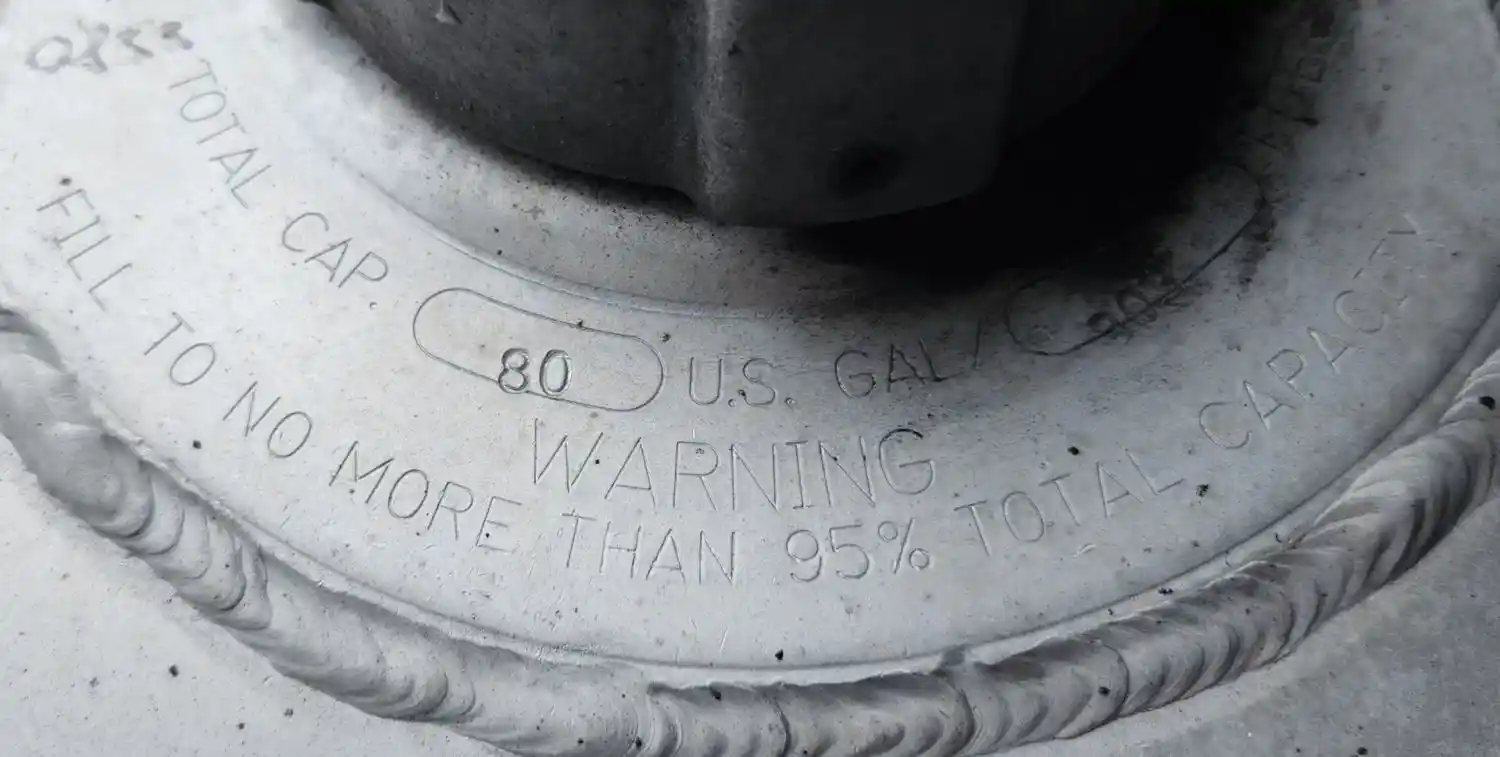 TOTAL CAP. 80 U.S. GAL/
WARNING
FILL TO NO MORE THAN 95% TOTAL CAPACITY